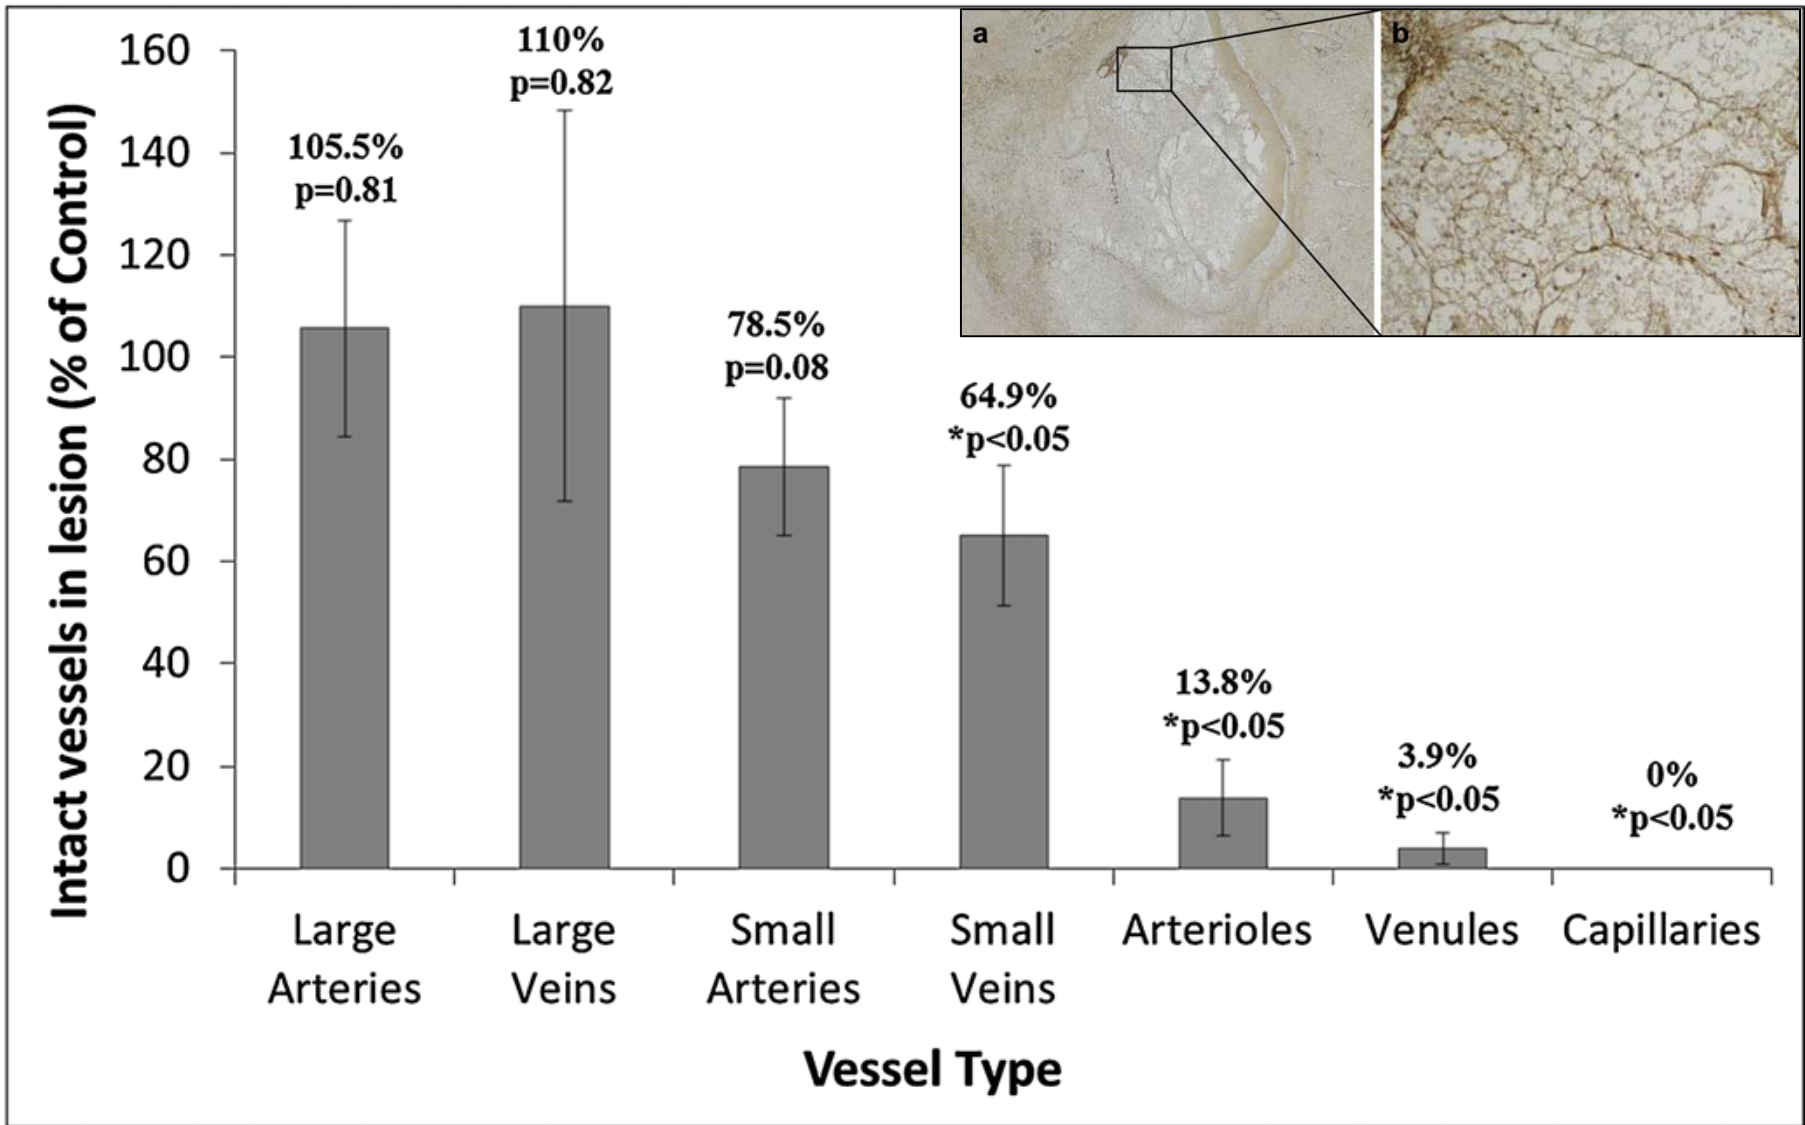 a
b
Intact vessels in lesion (% of Control)
160
140
120
100
80
60
40
20
0
105.5%
p=0.81
110%
p=0.82
78.5%
p=0.08
64.9%
*p<0.05
13.8%
*p<0.05
3.9%
*p<0.05
0%
*p<0.05
Large
Arteries
Large
Veins
Small
Arteries
Small
Veins
Arterioles
Venules
Capillaries
Vessel Type